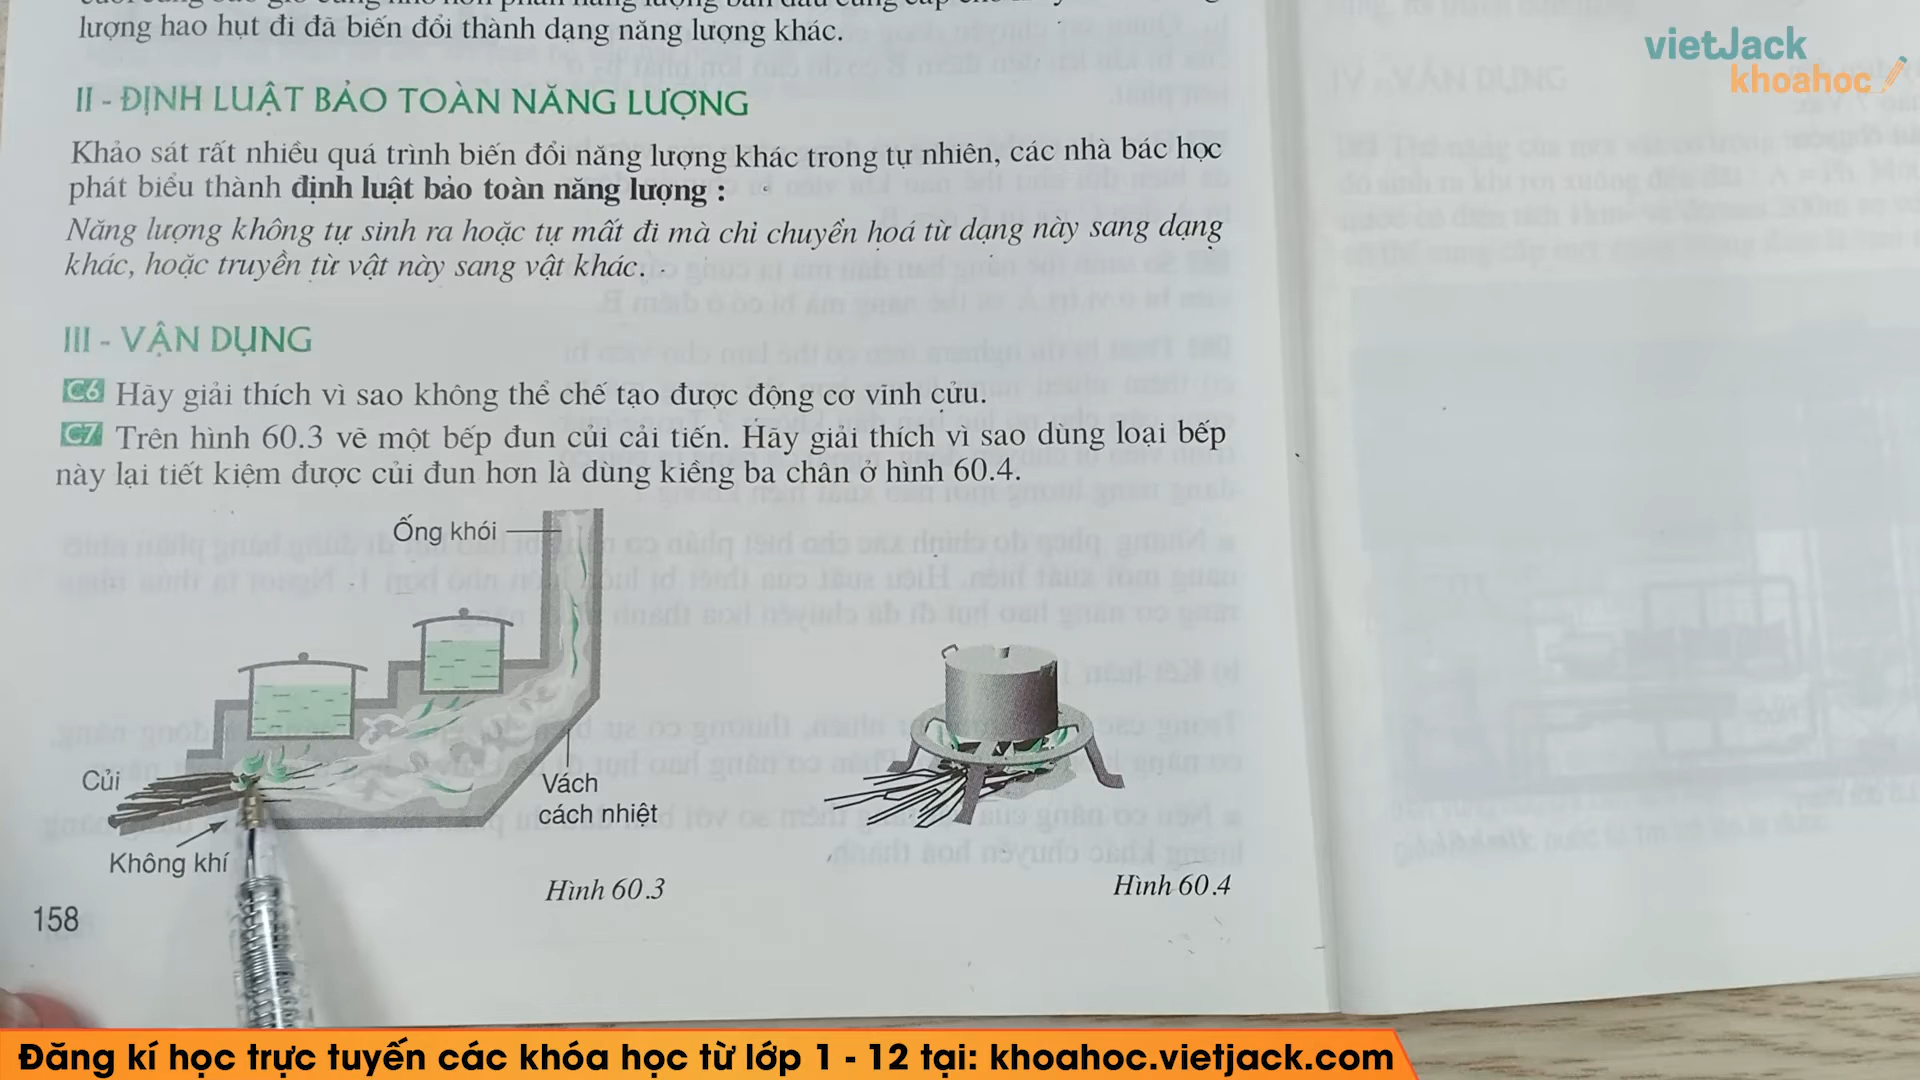 lượng hao hụt đi đã biến đổi thành dạng năng lượng khác.
II - ĐỊNH LUẬT BẢO TOÀN NĂNG LƯỢNG
Khảo sát rất nhiều quá trình biến đổi năng lượng khác trong tự nhiên, các nhà bác học
phát biểu thành định luật bảo toàn năng lượng :
Năng lượng không tự sinh ra hoặc tự mất đi mà chỉ chuyển hoá từ dạng này sang dạng
khác, hoặc truyền từ vật này sang vật khác.
III - VẬN DỤNG
C6 Hãy giải thích vì sao không thể chế tạo được động cơ vĩnh cửu.
C7 Trên hình 60.3 vẽ một bếp đun củi cải tiến. Hãy giải thích vì sao dùng loại bếp
này lại tiết kiệm được củi đun hơn là dùng kiềng ba chân ở hình 60.4.
Ống khói
Củi
Vách
cách nhiệt
Không khí
Hình 60.3
Hình 60.4
158
vietJack
khoahoc
Đăng kí học trực tuyến các khóa học từ lớp 1 - 12 tại: khoahoc.vietjack.com